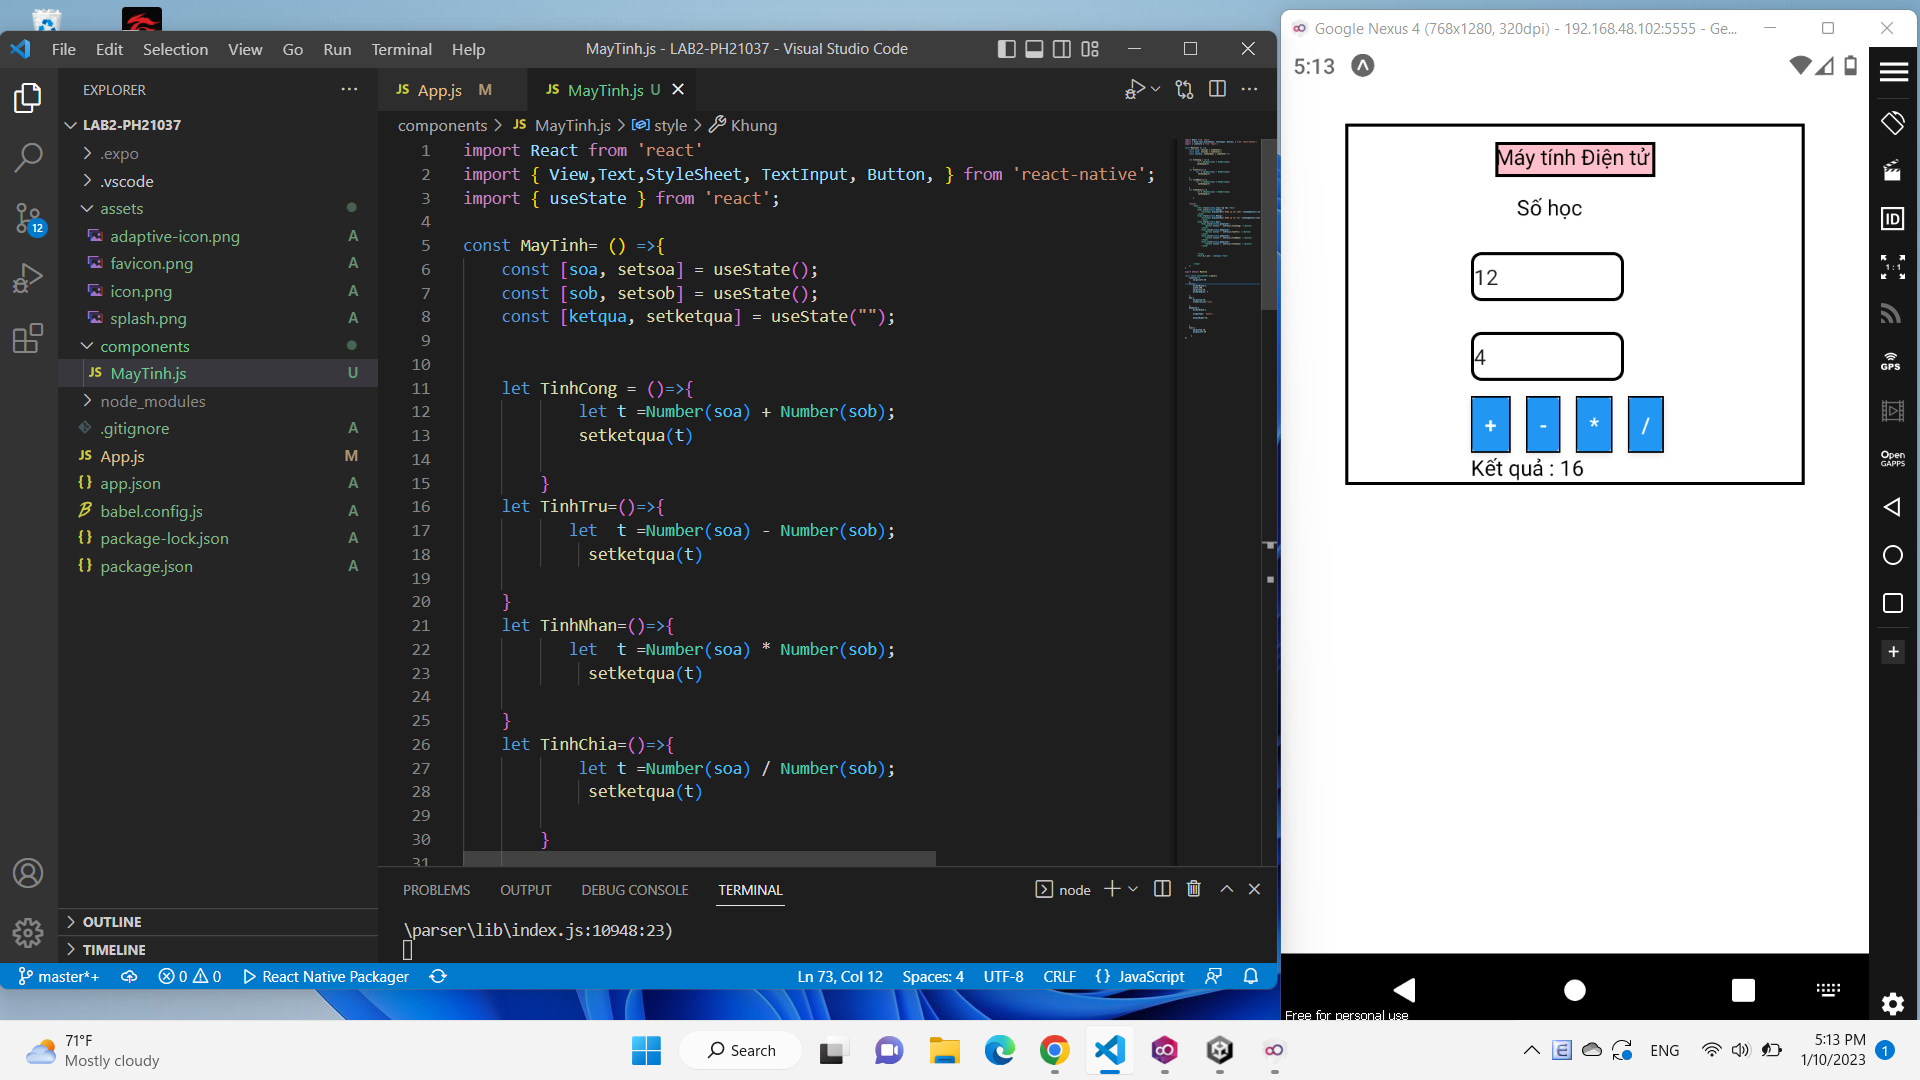 File Edit Selection View Go Run Terminal Help
MayTinh.js - LAB2-PH21037 - Visual Studio Code
EXPLORER
LAB2-PH21037
.expo
.vscode
assets
adaptive-icon.png A
favicon.png A
icon.png A
splash.png A
components
JS MayTinh.js U
node_modules
.gitignore A
JS App.js M
{} app.json A
babel.config.js A
{} package-lock.json A
{} package.json A
OUTLINE
TIMELINE
12
JS App.js M
JS MayTinh.js U
components > JS MayTinh.js > style > Khung
1 import React from 'react'
2 import { View,Text,StyleSheet, TextInput, Button, } from 'react-native';
3 import { useState } from 'react';
4
5 const MayTinh= () =>{
6 const [soa, setsoa] = useState();
7 const [sob, setsob] = useState();
8 const [ketqua, setketqua] = useState("");
9
10
11 let TinhCong = ()=>{
12 let t =Number(soa) + Number(sob);
13 setketqua(t)
14
15 }
16 let TinhTru=()=>{
17 let  t =Number(soa) - Number(sob);
18 setketqua(t)
19
20 }
21 let TinhNhan=()=>{
22 let  t =Number(soa) * Number(sob);
23 setketqua(t)
24
25 }
26 let TinhChia=()=>{
27 let t =Number(soa) / Number(sob);
28 setketqua(t)
29
30 }
31
PROBLEMS OUTPUT DEBUG CONSOLE TERMINAL
node
\parser\lib\index.js:10948:23)
master*+ 0 0 React Native Packager
Ln 73, Col 12 Spaces: 4 UTF-8 CRLF {} JavaScript
Google Nexus 4 (768x1280, 320dpi) - 192.168.48.102:5555 - Ge...
5:13
Máy tính Điện tử
Số học
12
4
+ - * /
Kết quả : 16
ID
1 : 1
GPS
Open GAPPS
Free for personal use
71°F
Mostly cloudy
Search
ENG
5:13 PM
1/10/2023
1